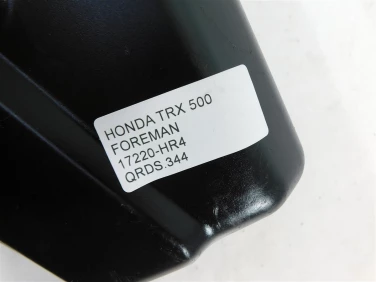 HONDA TRX 500
FOREMAN
17220-HR4
QRDS.344